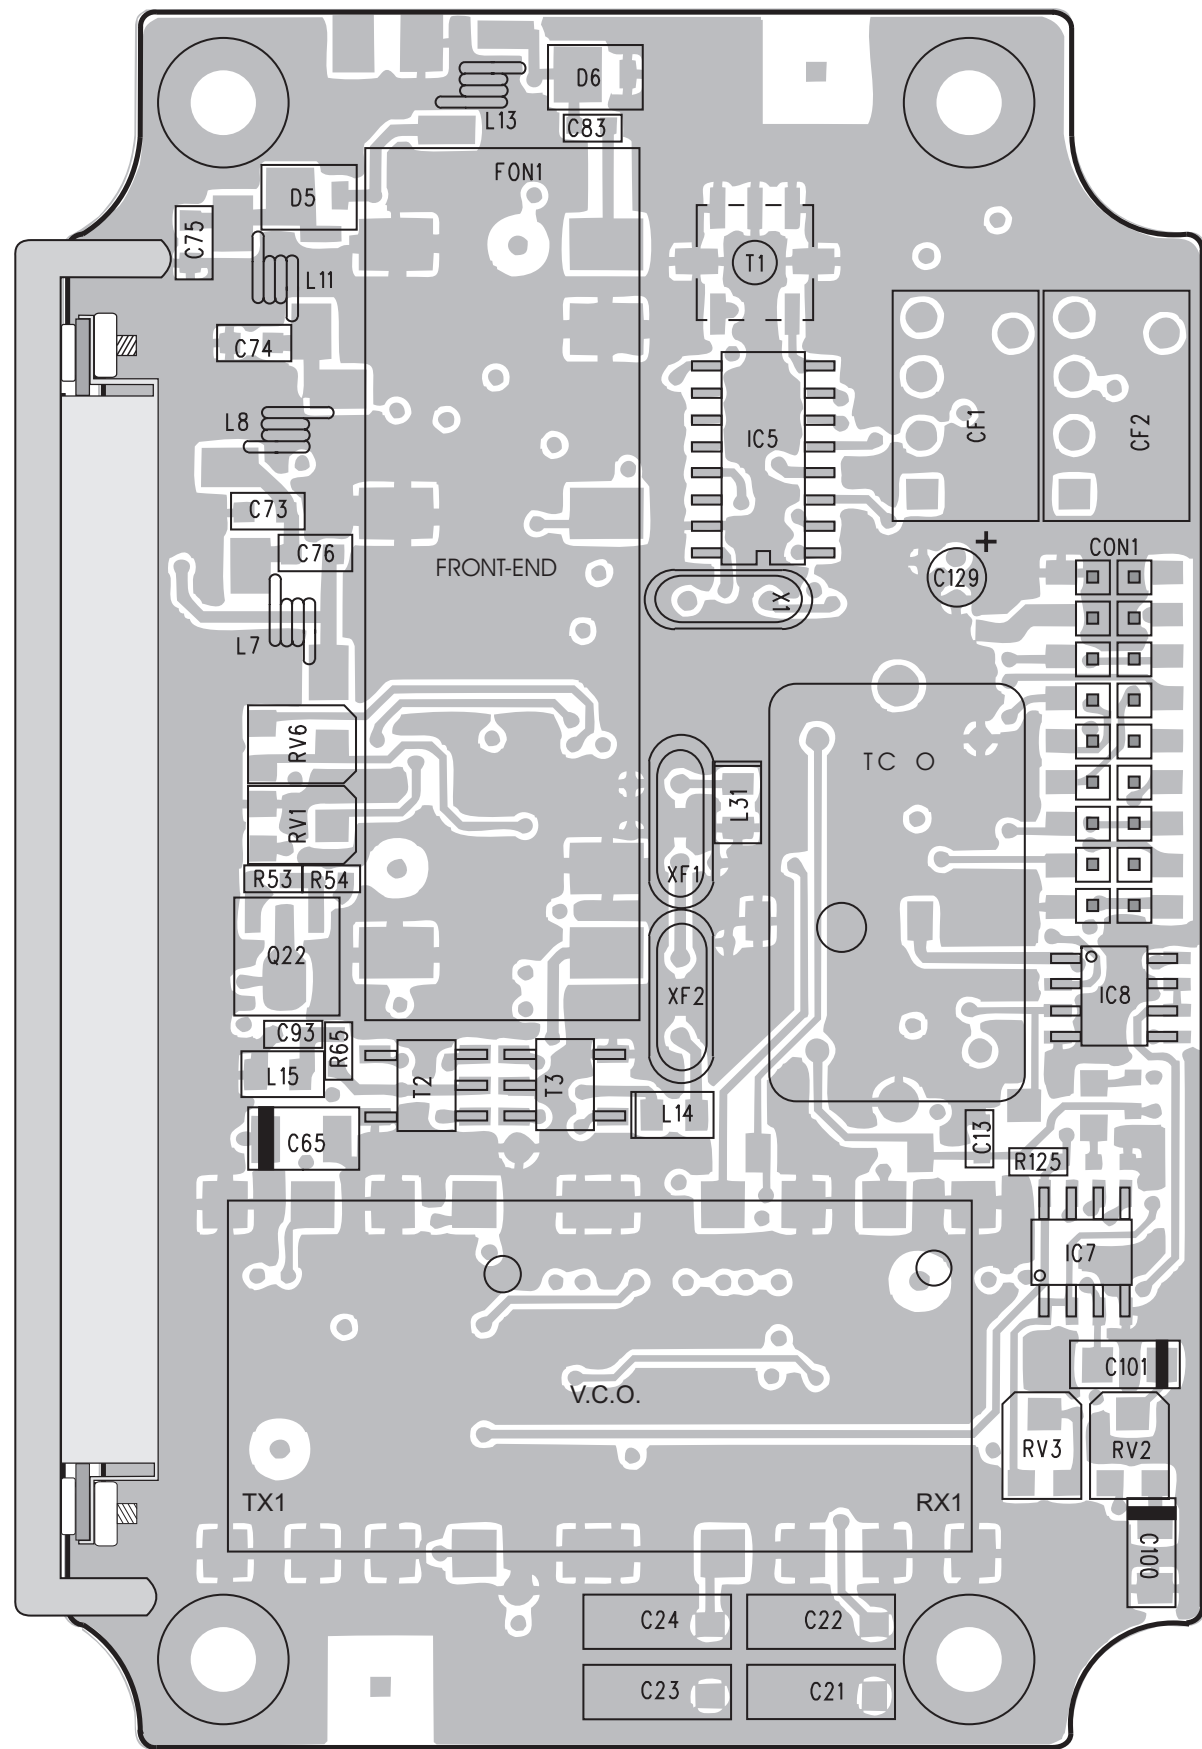 D6
L13
C83
FON1
D5
C75
T1
L11
C74
L8
IC5
CF1
CF2
C73
+
C76
CON1
FRONT-END
C129
X1
L7
RV6
TC O
L31
RV1
XF1
R53
R54
Q22
XF2
IC8
C93
R65
L15
T2
T3
L14
C65
C13
R125
IC7
C101
V.C.O.
RV3
RV2
TX1
RX1
C100
C24
C22
C23
C21